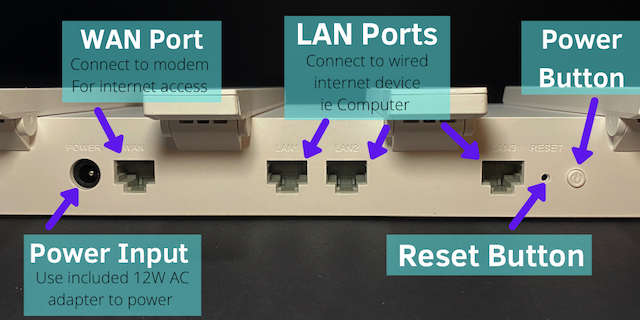 WAN Port
Connect to modem
For internet access
LAN Ports
Connect to wired
internet device
ie Computer
Power
Button
POWER
WAN
LAN1
LAN2
LAN3
RESET
Power Input
Use included 12W AC
adapter to power
Reset Button